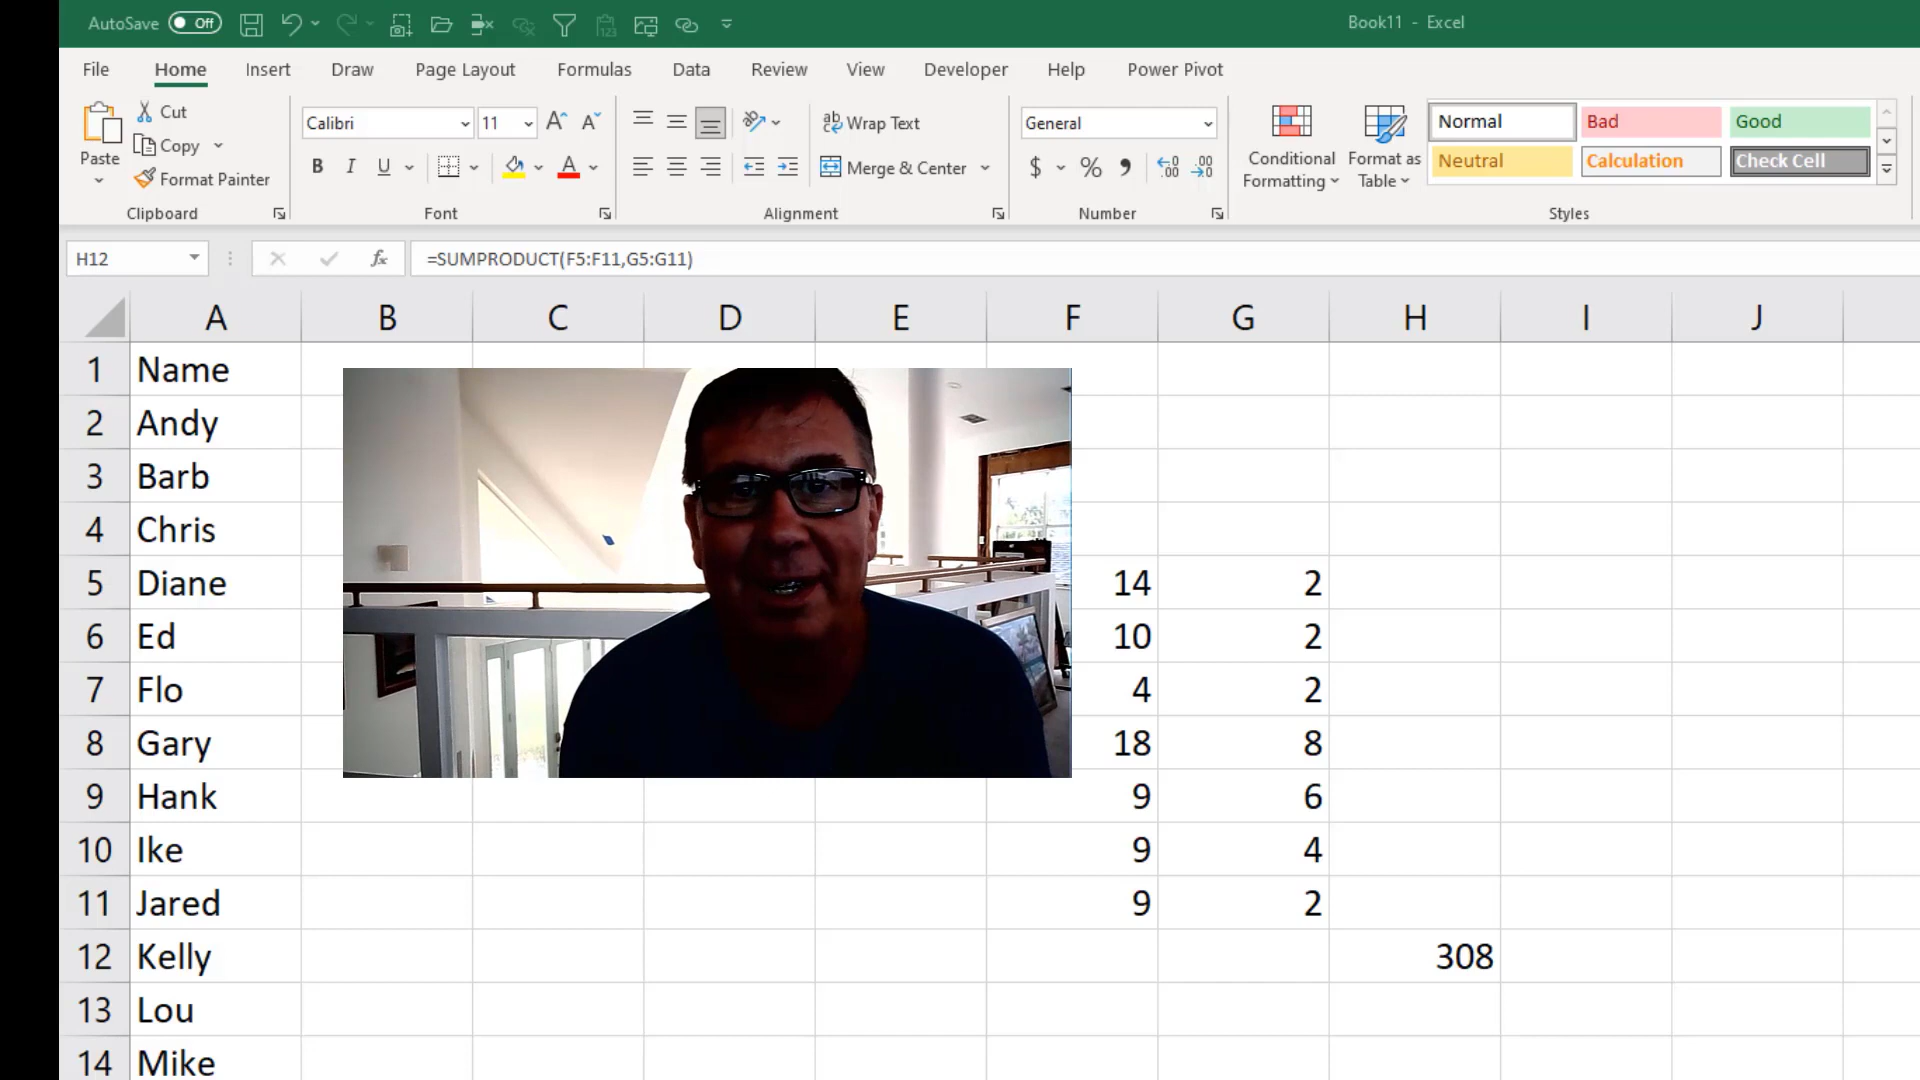 AutoSave Off Book11 - Excel
File Home Insert Draw Page Layout Formulas Data Review View Developer Help Power Pivot
Paste Cut Copy Format Painter
Calibri 11
B I U
Wrap Text
Merge & Center
General
$ % ,
Conditional Formatting
Format as Table
Normal Bad Good
Neutral Calculation Check Cell
Clipboard Font Alignment Number Styles
H12 fx =SUMPRODUCT(F5:F11,G5:G11)
A B C D E F G H I J
1 Name
2 Andy
3 Barb
4 Chris
5 Diane 14 2
6 Ed 10 2
7 Flo 4 2
8 Gary 18 8
9 Hank 9 6
10 Ike 9 4
11 Jared 9 2
12 Kelly 308
13 Lou
14 Mike